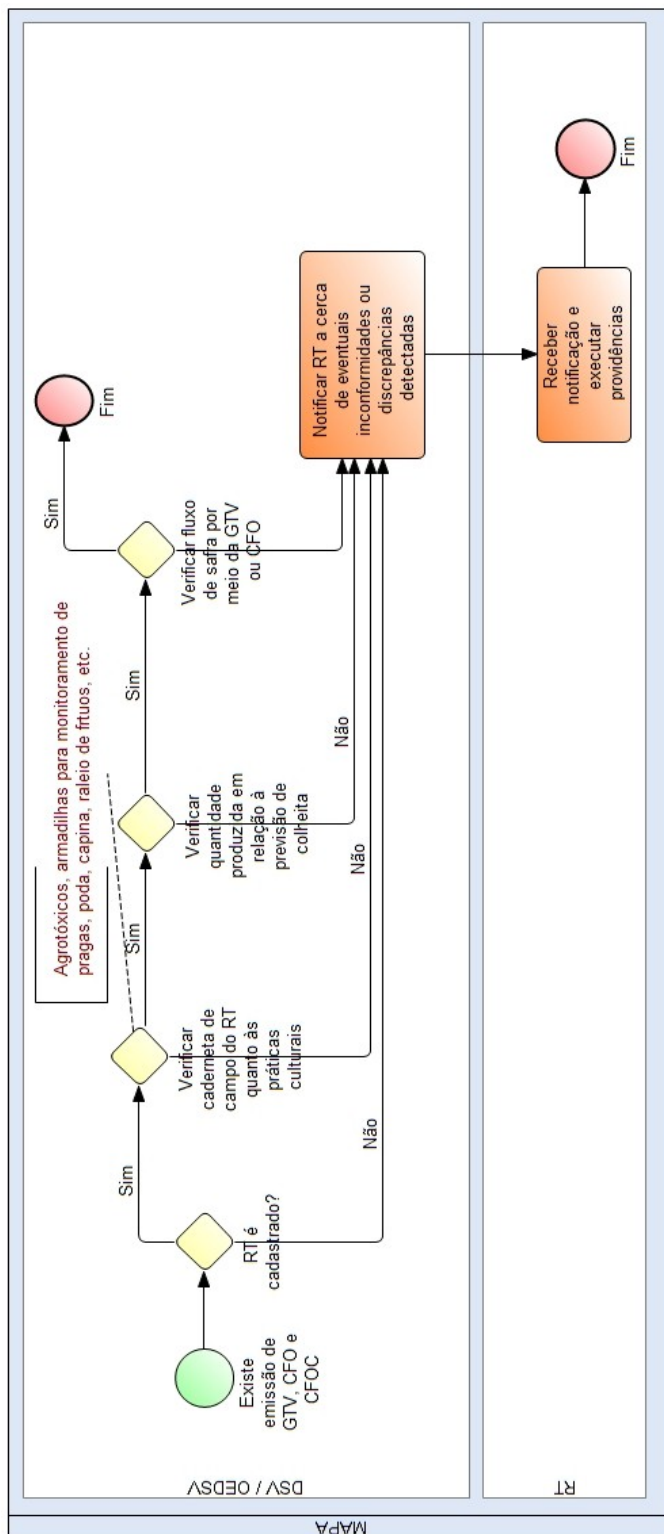 MAPA
DSV / OEDSV
Existe
emissão de
GTV, CFO e
CFOC
RT é
cadastrado?
Sim
Não
Verificar
caderneta de
campo do RT
quanto às
práticas
culturais
Agrotóxicos, armadilhas para monitoramento de
pragas, poda, capina, raleio de frtuos, etc.
Sim
Não
Verificar
quantidade
produzida em
relação à
previsão de
colheita
Sim
Não
Verificar fluxo
de safra por
meio da GTV
ou CFO
Sim
Fim
Notificar RT a cerca
de eventuais
inconformidades ou
discrepâncias
detectadas
RT
Receber
notificação e
executar
providências
Fim